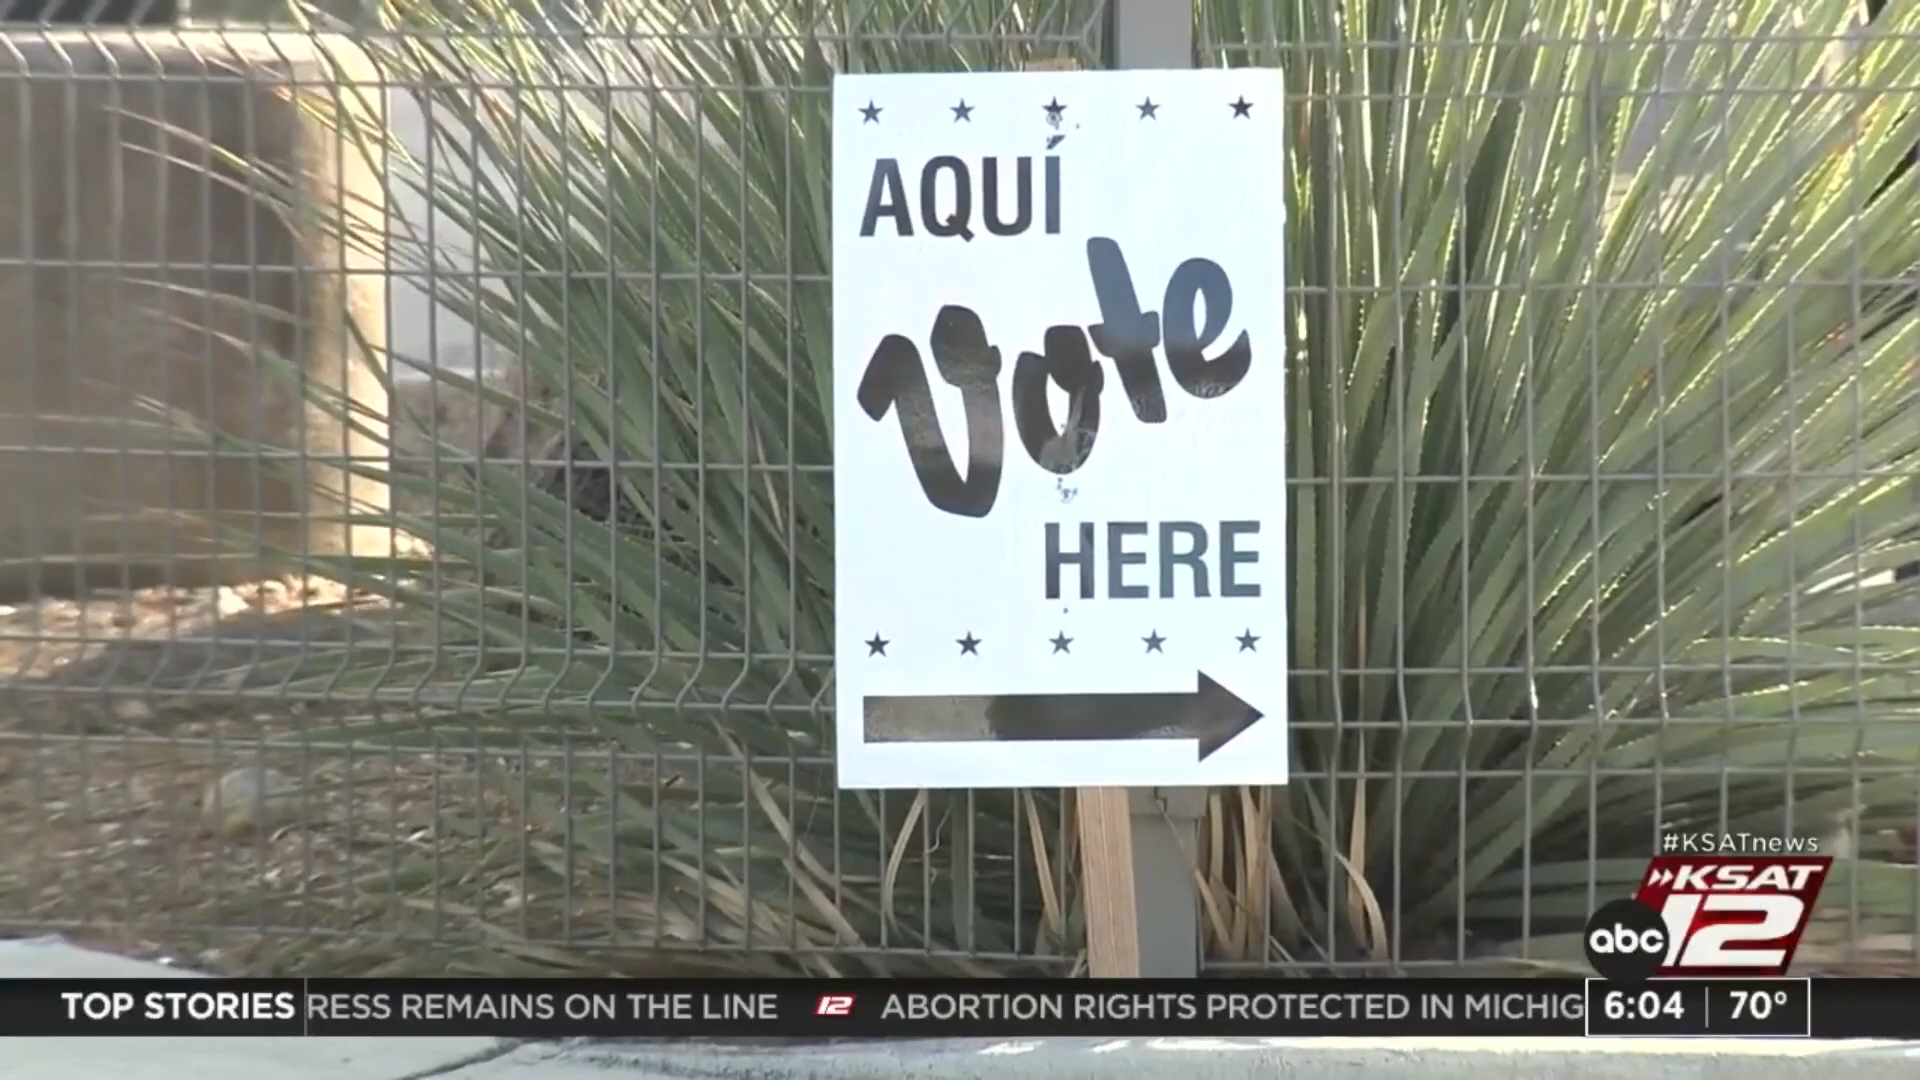 AQUÍ
Vote
HERE
#KSATnews
KSAT
abc 12
TOP STORIES RESS REMAINS ON THE LINE 12 ABORTION RIGHTS PROTECTED IN MICHIG 6:04 70°